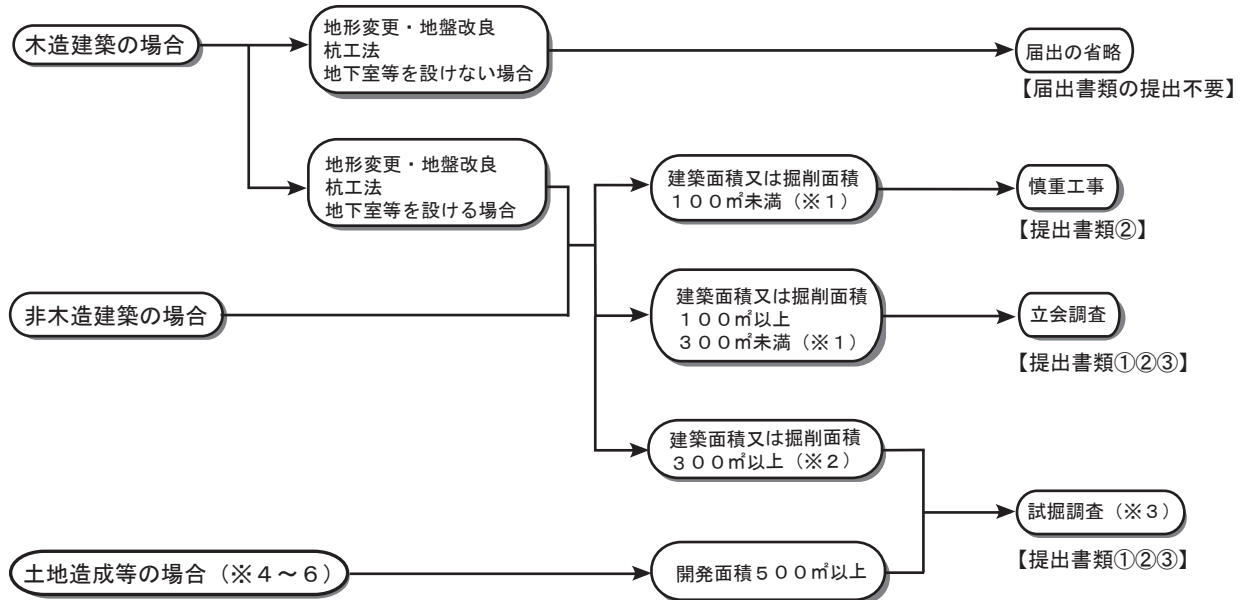 木造建築の場合
地形変更・地盤改良
杭工法
地下室等を設けない場合
届出の省略
【届出書類の提出不要】
地形変更・地盤改良
杭工法
地下室等を設ける場合
建築面積又は掘削面積
１００㎡未満（※１）
慎重工事
【提出書類②】
非木造建築の場合
建築面積又は掘削面積
１００㎡以上
３００㎡未満（※１）
立会調査
【提出書類①②③】
建築面積又は掘削面積
３００㎡以上（※２）
試掘調査（※３）
【提出書類①②③】
土地造成等の場合（※４～６）
開発面積５００㎡以上